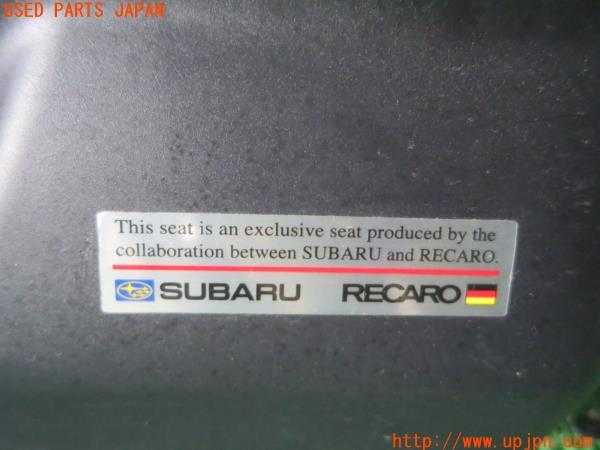 USED PARTS JAPAN
This seat is an exclusive seat produced by the
collaboration between SUBARU and RECARO.
SUBARU RECARO
http://www.upjpn.com